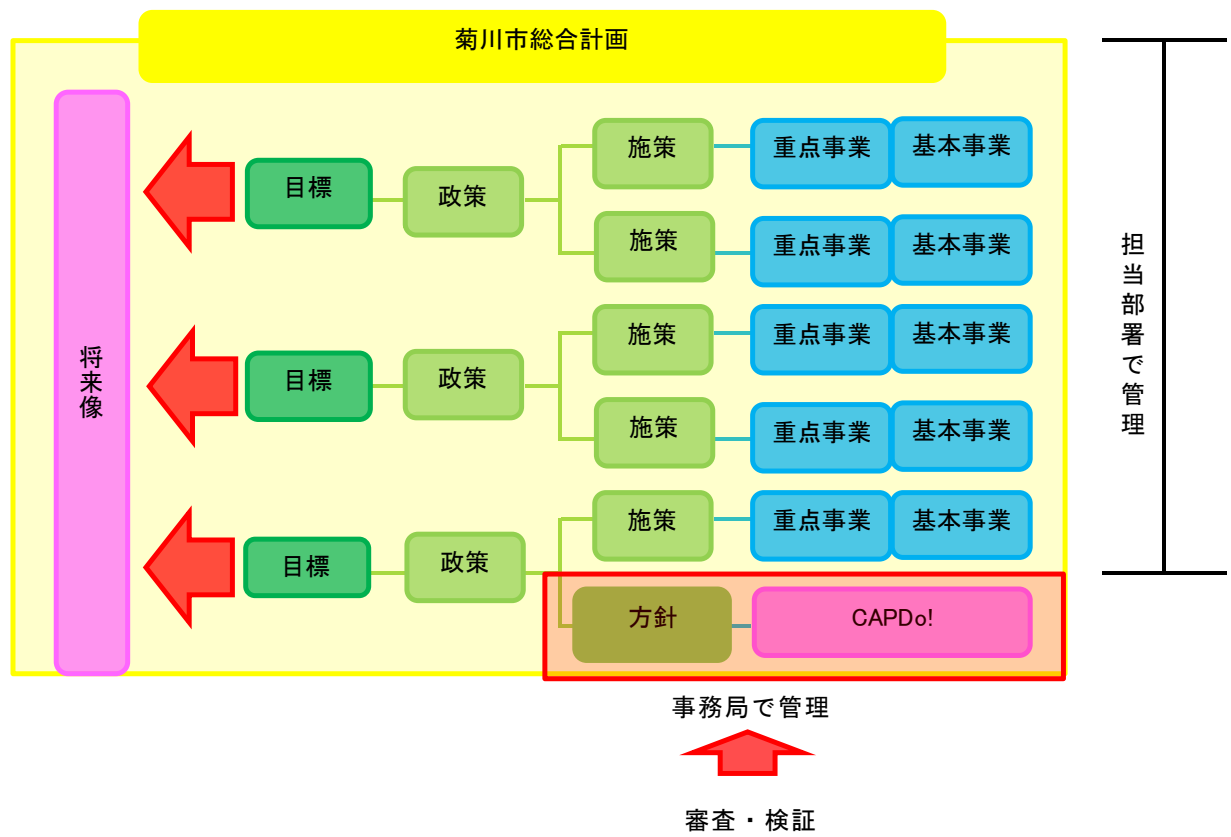 菊川市総合計画
将来像
目標
政策
施策
重点事業
基本事業
施策
重点事業
基本事業
目標
政策
施策
重点事業
基本事業
施策
重点事業
基本事業
目標
政策
施策
重点事業
基本事業
方針
CAPDo!
担当部署で管理
事務局で管理
審査・検証